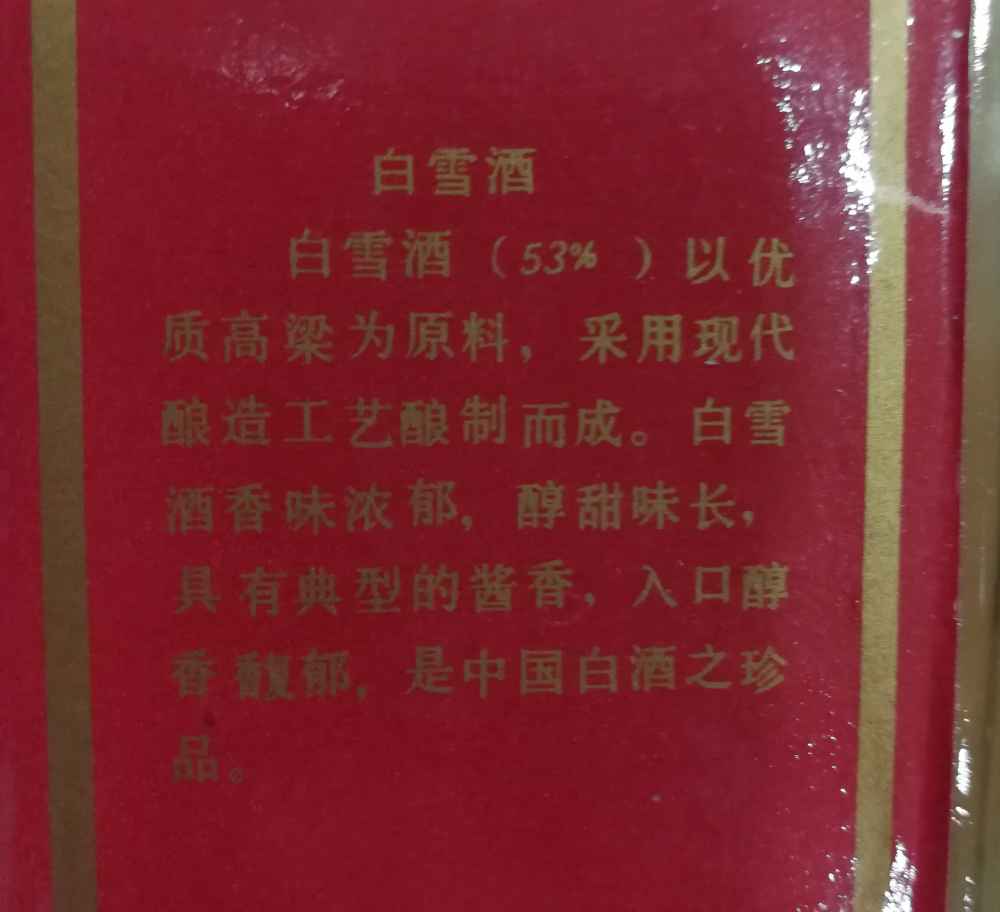 白雪酒
白雪酒（53%）以优
质高梁为原料，采用现代
酿造工艺酿制而成。白雪
酒香味浓郁，醇甜味长，
具有典型的酱香，入口醇
香馥郁，是中国白酒之珍
品。